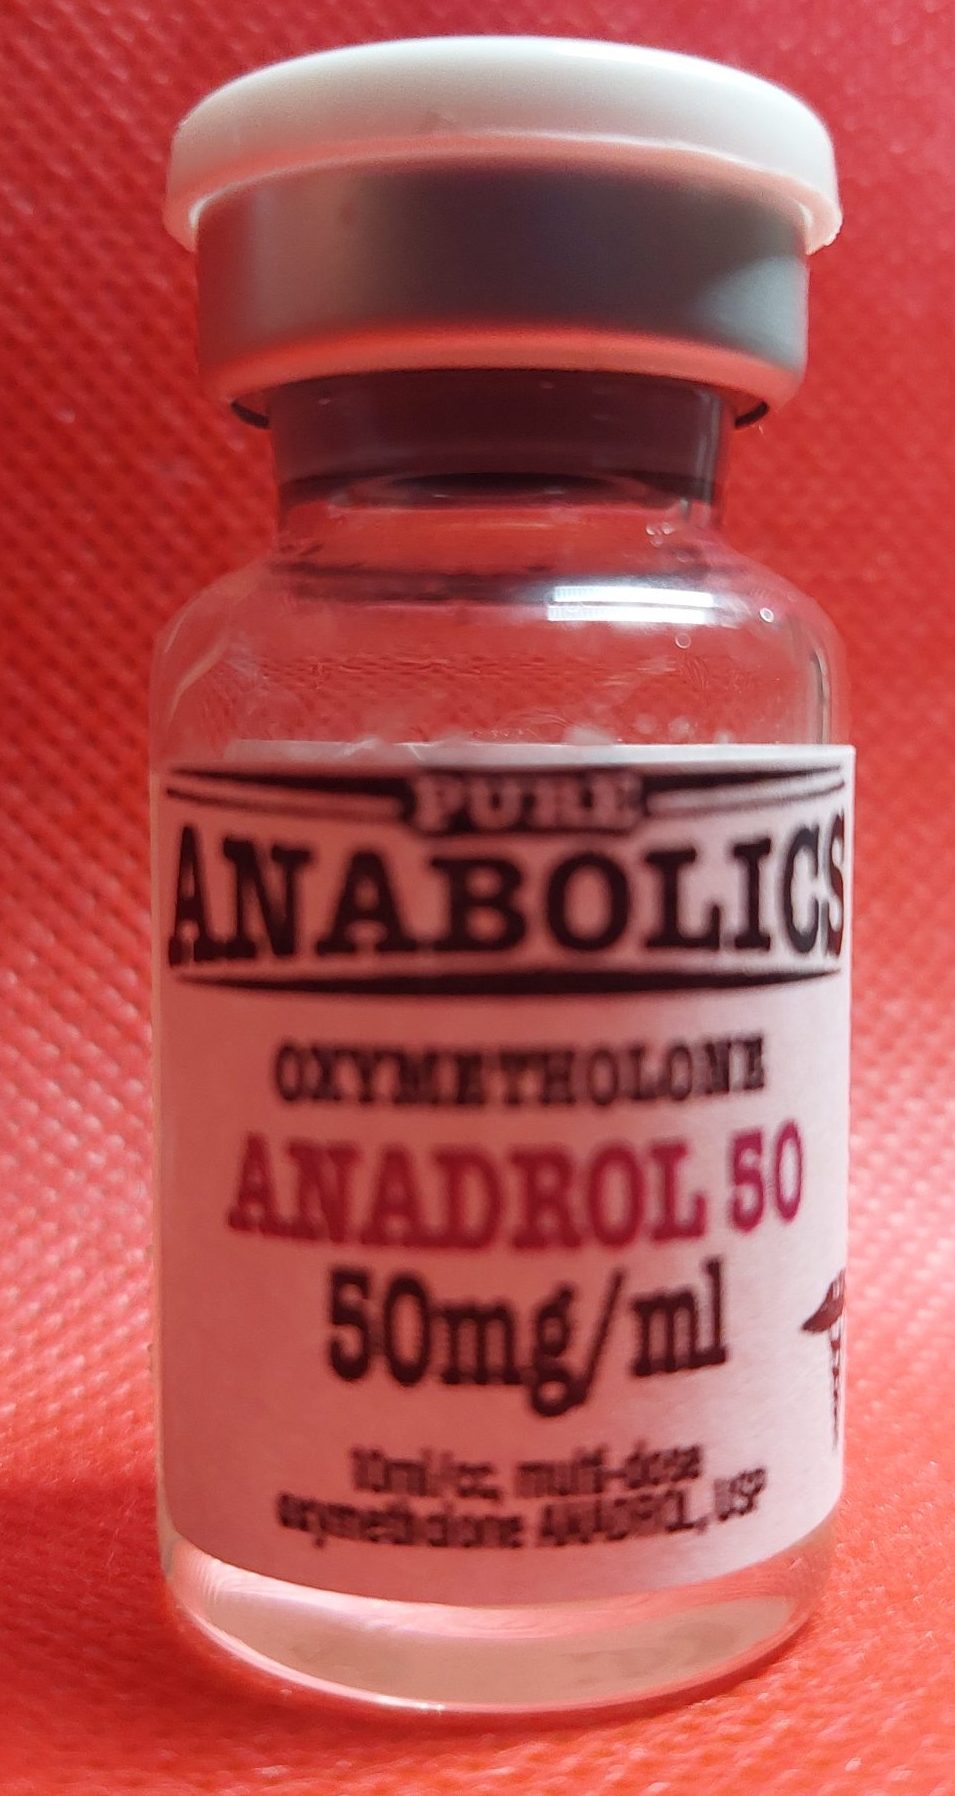 PURE
ANABOLICS
OXYMETHOLONE
ANADROL 50
50mg/ml
10ml/cc, multi-dose
oxymetholone ANADROL, USP